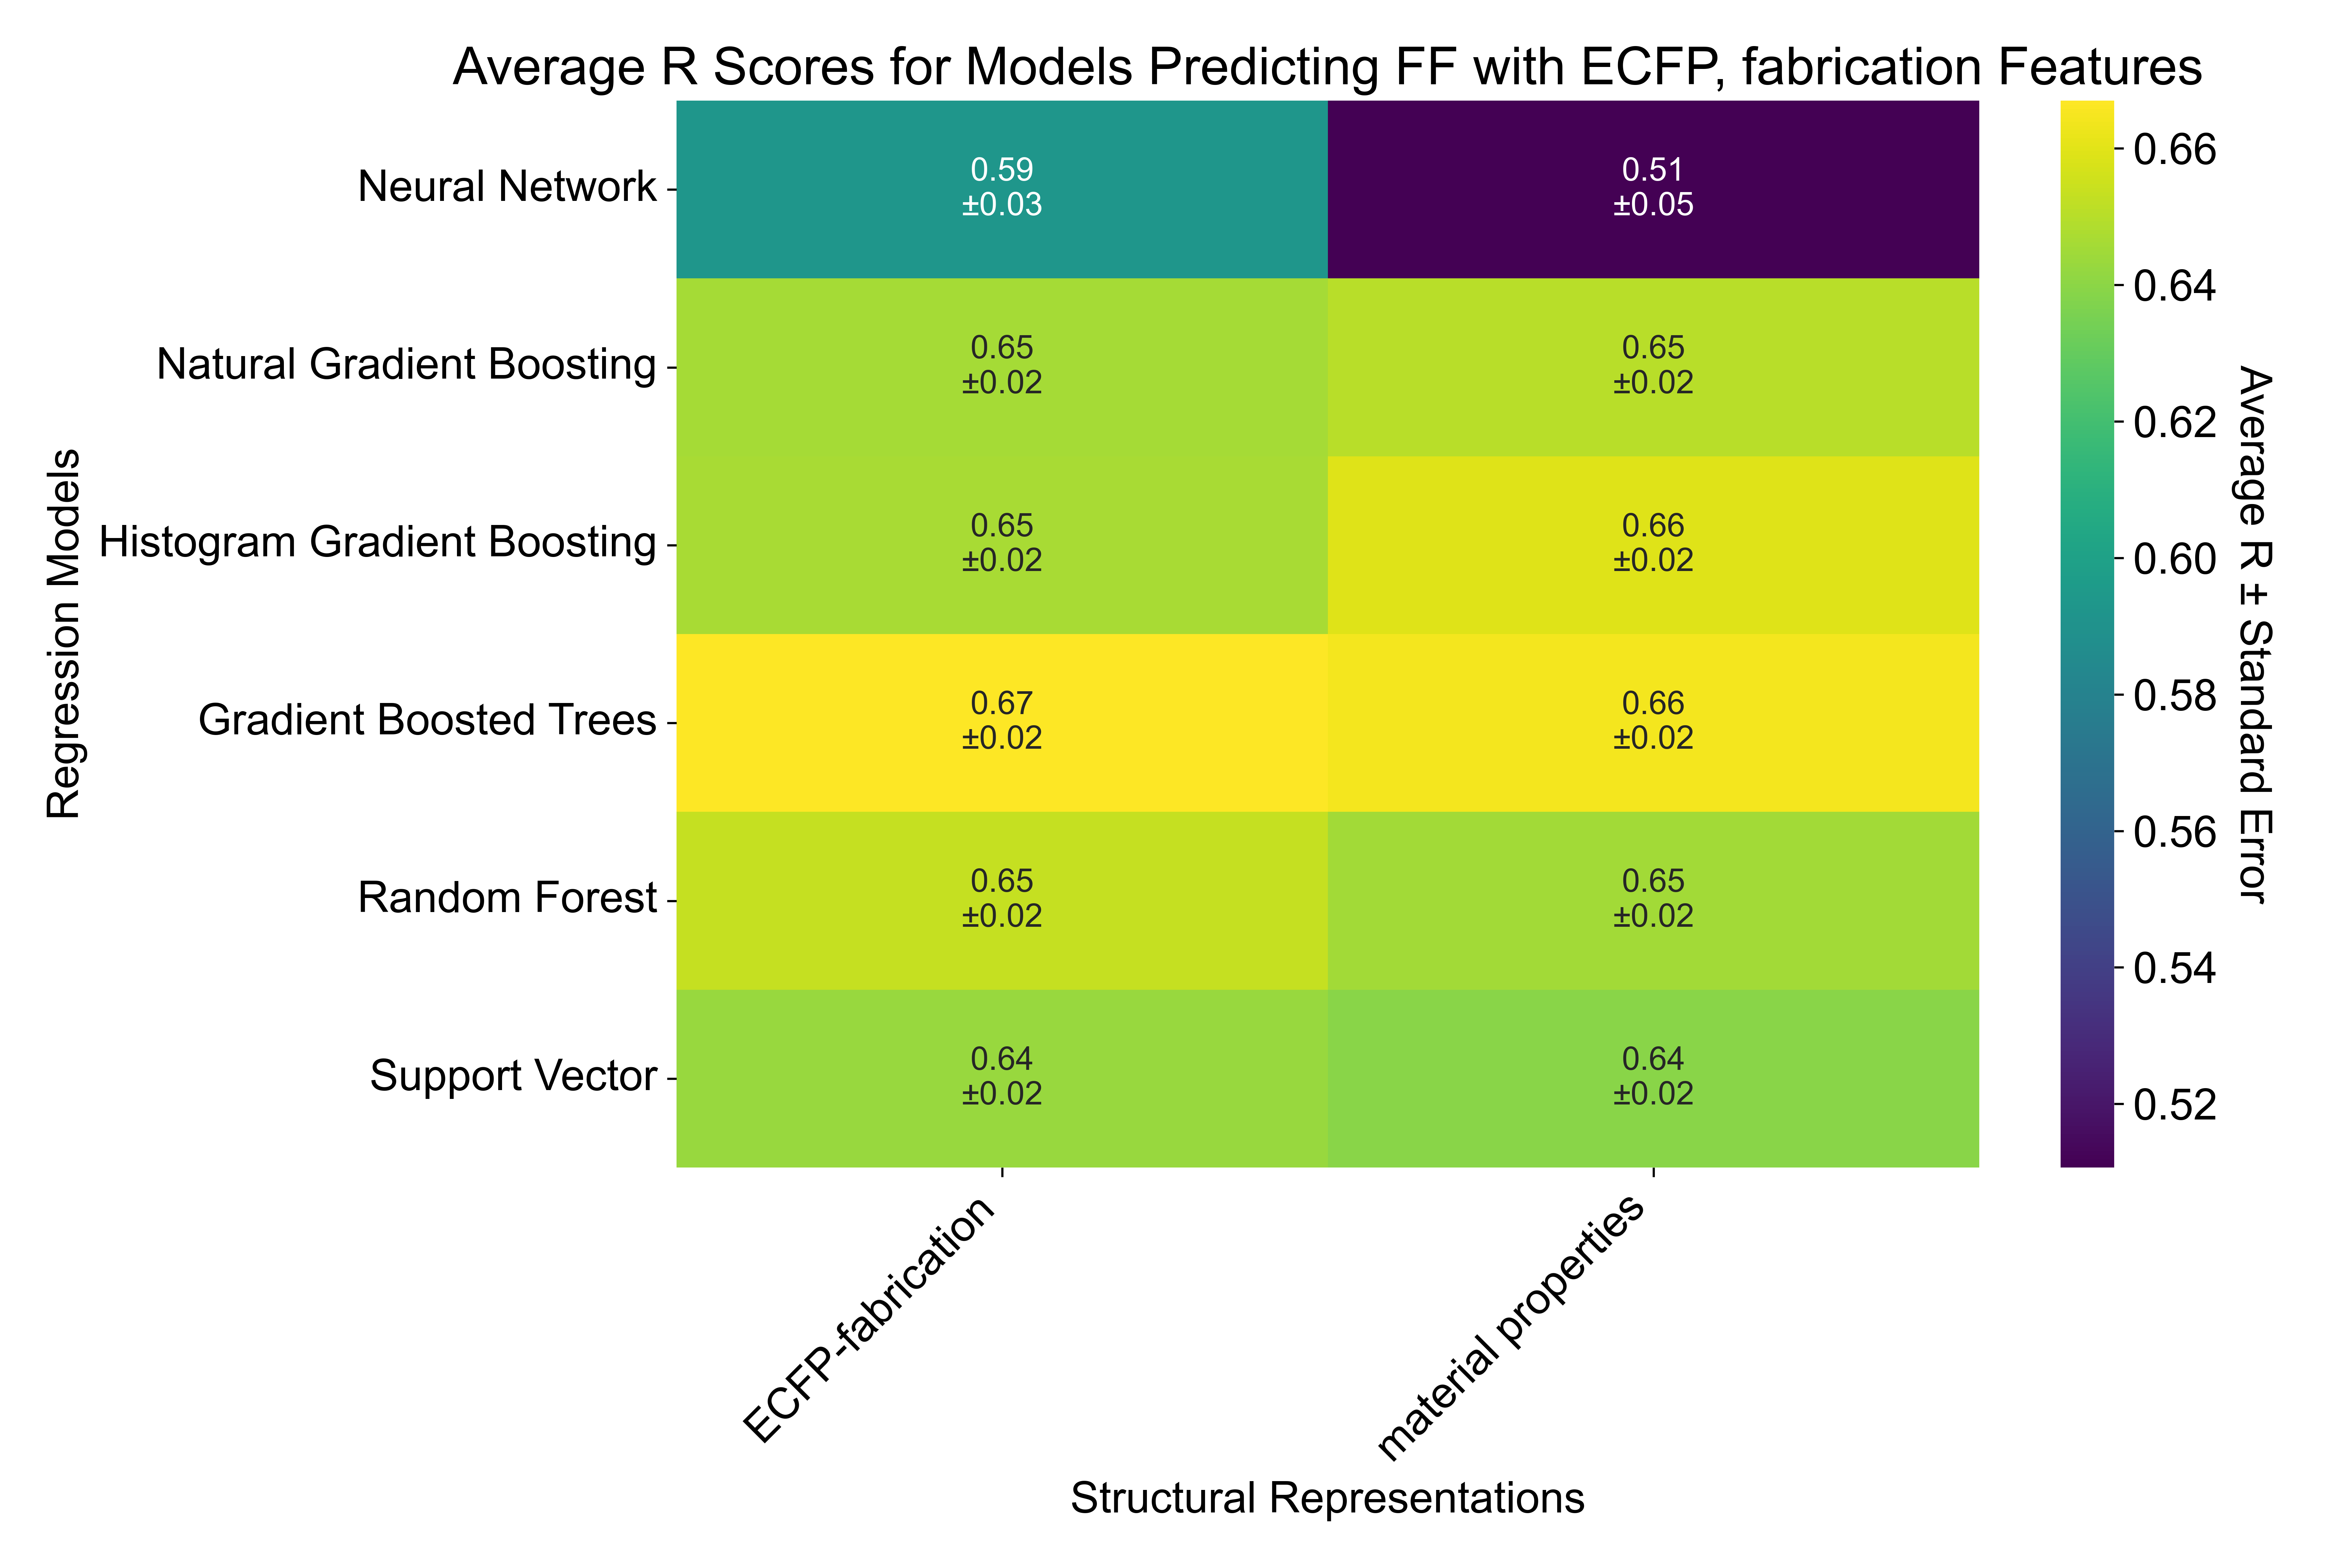 Average R Scores for Models Predicting FF with ECFP, fabrication Features
Regression Models
Neural Network
0.59
±0.03
0.51
±0.05
Natural Gradient Boosting
0.65
±0.02
0.65
±0.02
Histogram Gradient Boosting
0.65
±0.02
0.66
±0.02
Gradient Boosted Trees
0.67
±0.02
0.66
±0.02
Random Forest
0.65
±0.02
0.65
±0.02
Support Vector
0.64
±0.02
0.64
±0.02
ECFP-fabrication
material properties
Structural Representations
0.66
0.64
0.62
0.60
0.58
0.56
0.54
0.52
Average R ± Standard Error